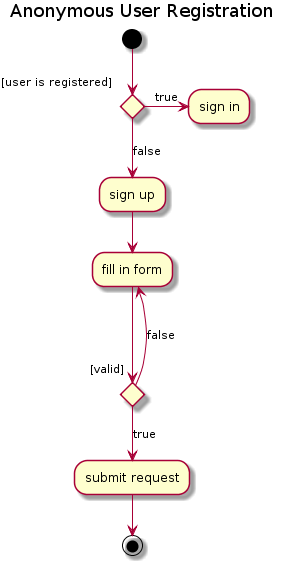 Anonymous User Registration
[user is registered]
true
sign in
false
sign up
fill in form
false
[valid]
true
submit request